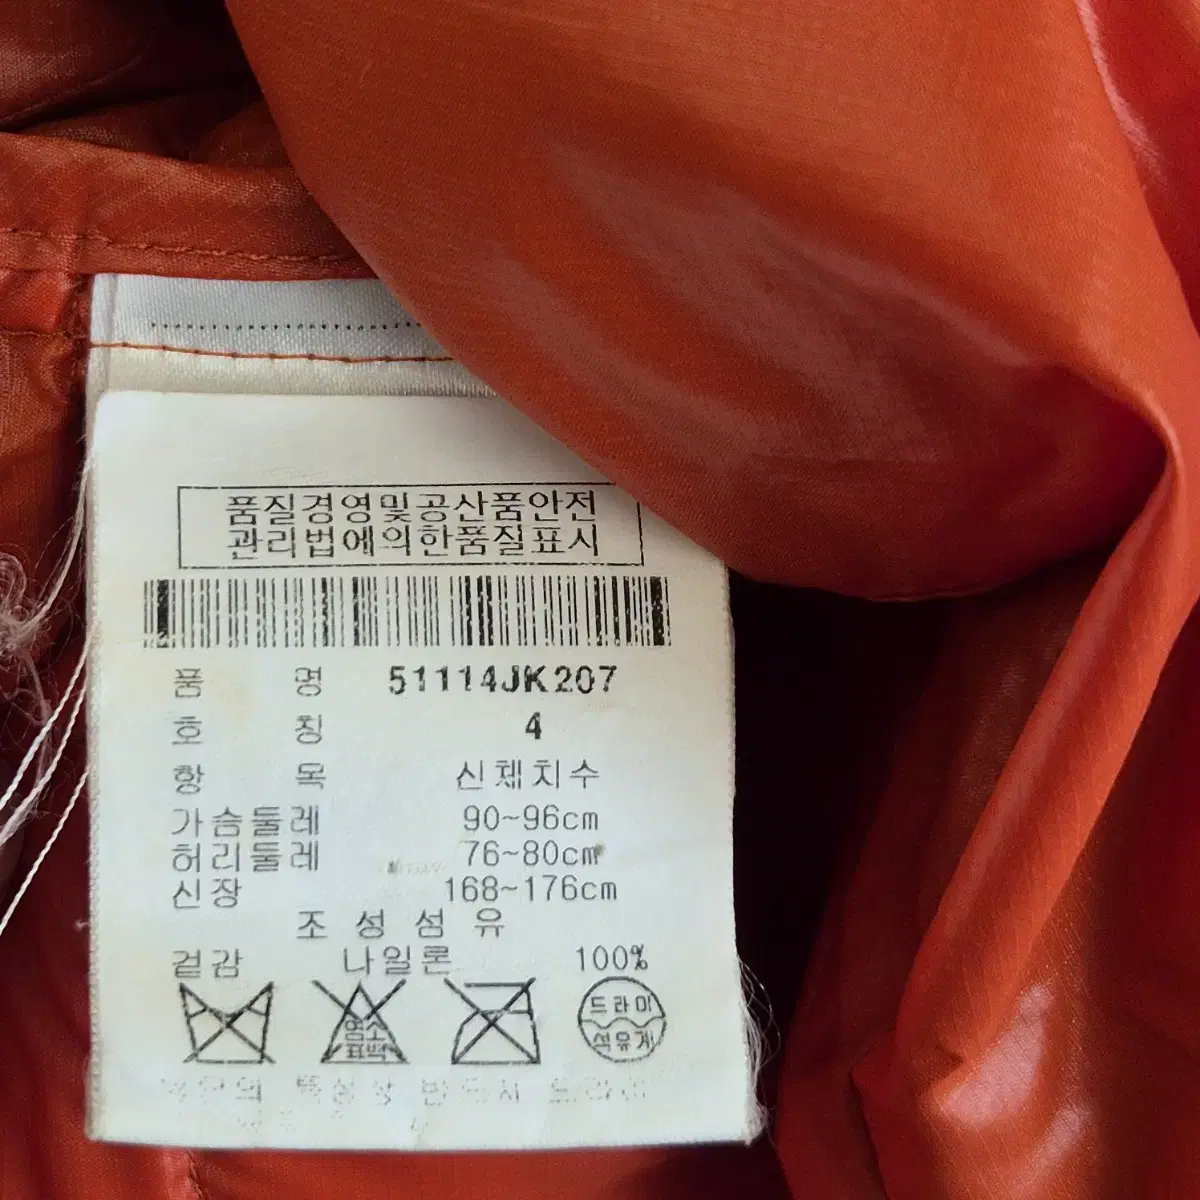 품질경영및공산품안전
관리법에의한품질표시
품 명 51114JK207
호 칭 4
항 목 신체치수
가슴둘레 90~96cm
허리둘레 76~80cm
신장 168~176cm
조성섬유
겉감 나일론 100%
염소
표백
드라이
석유계